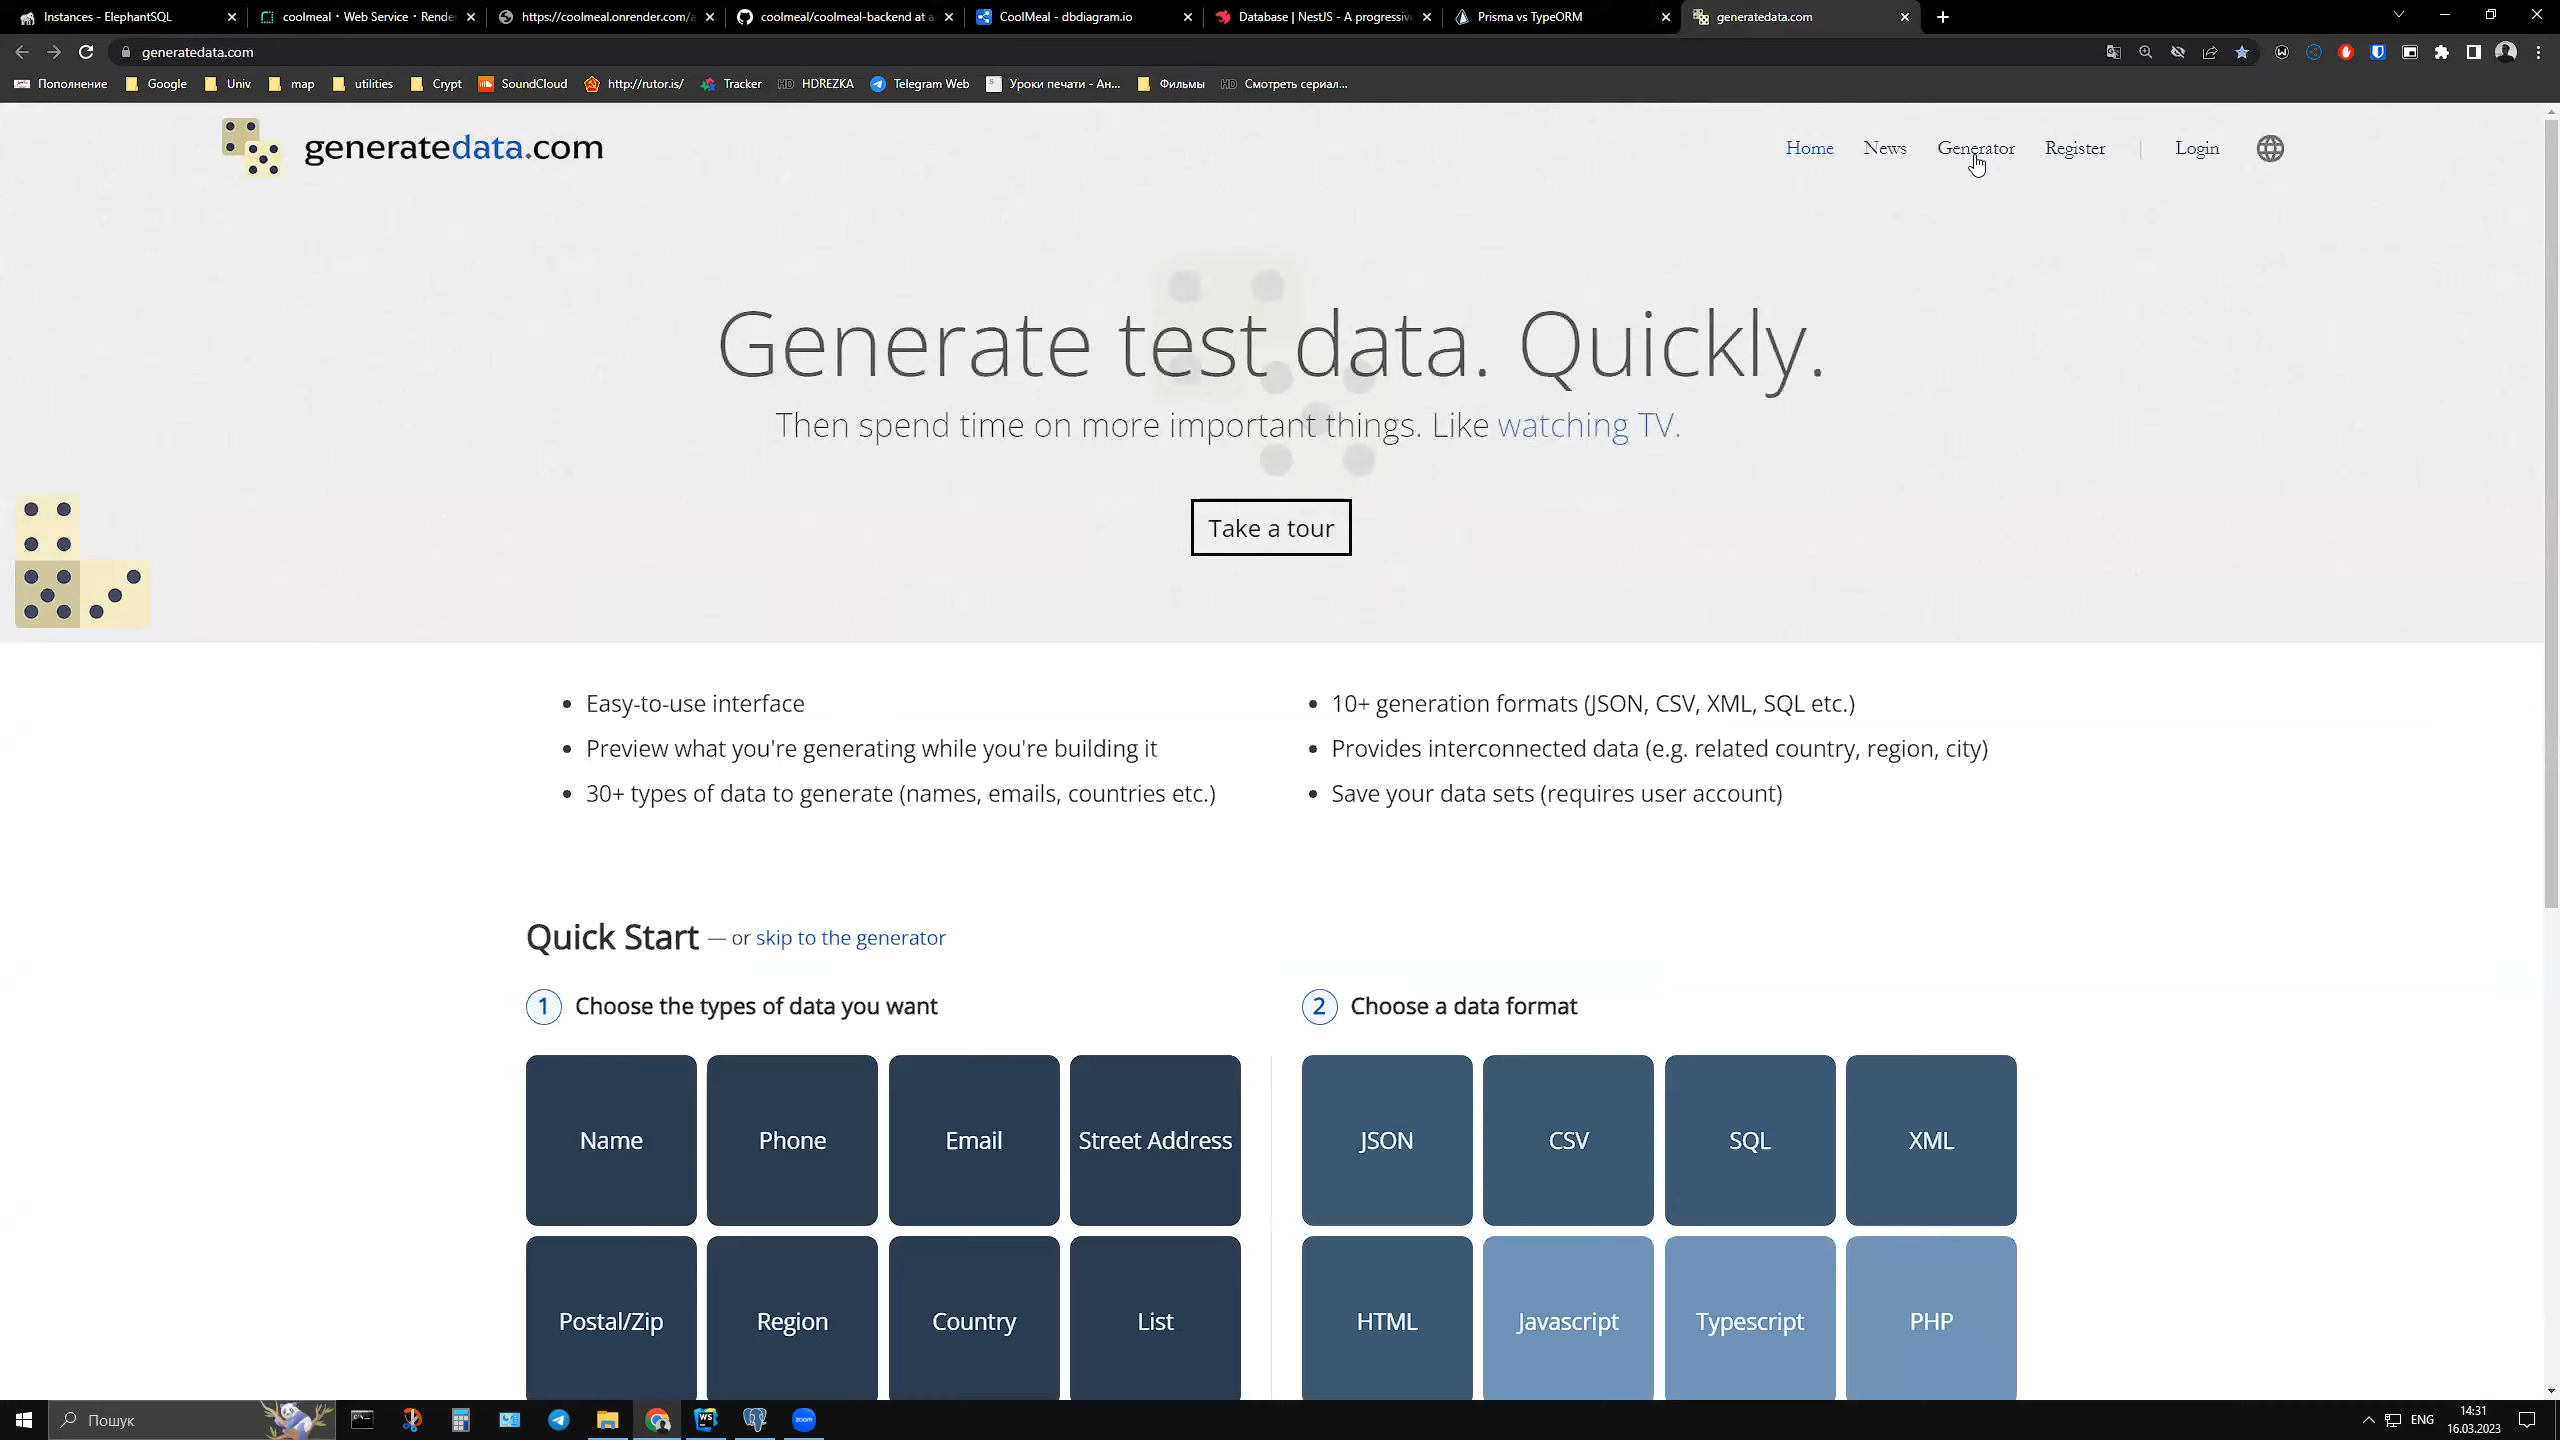 Instances - ElephantSQL
coolmeal · Web Service · Rende
https://coolmeal.onrender.com/a
coolmeal/coolmeal-backend at a
CoolMeal - dbdiagram.io
Database | NestJS - A progressiv
Prisma vs TypeORM
generatedata.com
generatedata.com
Пополнение
Google
Univ
map
utilities
Crypt
SoundCloud
http://rutor.is/
Tracker
HD HDREZKA
Telegram Web
Уроки печати - Ан...
Фильмы
HD Смотреть сериал...
generatedata.com
Home
News
Generator
Register
Login
Generate test data. Quickly.
Then spend time on more important things. Like watching TV.
Take a tour
• Easy-to-use interface
• Preview what you're generating while you're building it
• 30+ types of data to generate (names, emails, countries etc.)
• 10+ generation formats (JSON, CSV, XML, SQL etc.)
• Provides interconnected data (e.g. related country, region, city)
• Save your data sets (requires user account)
Quick Start — or skip to the generator
1 Choose the types of data you want
Name
Phone
Email
Street Address
Postal/Zip
Region
Country
List
2 Choose a data format
JSON
CSV
SQL
XML
HTML
Javascript
Typescript
PHP
Пошук
WS
zoom
ENG
14:31
16.03.2023